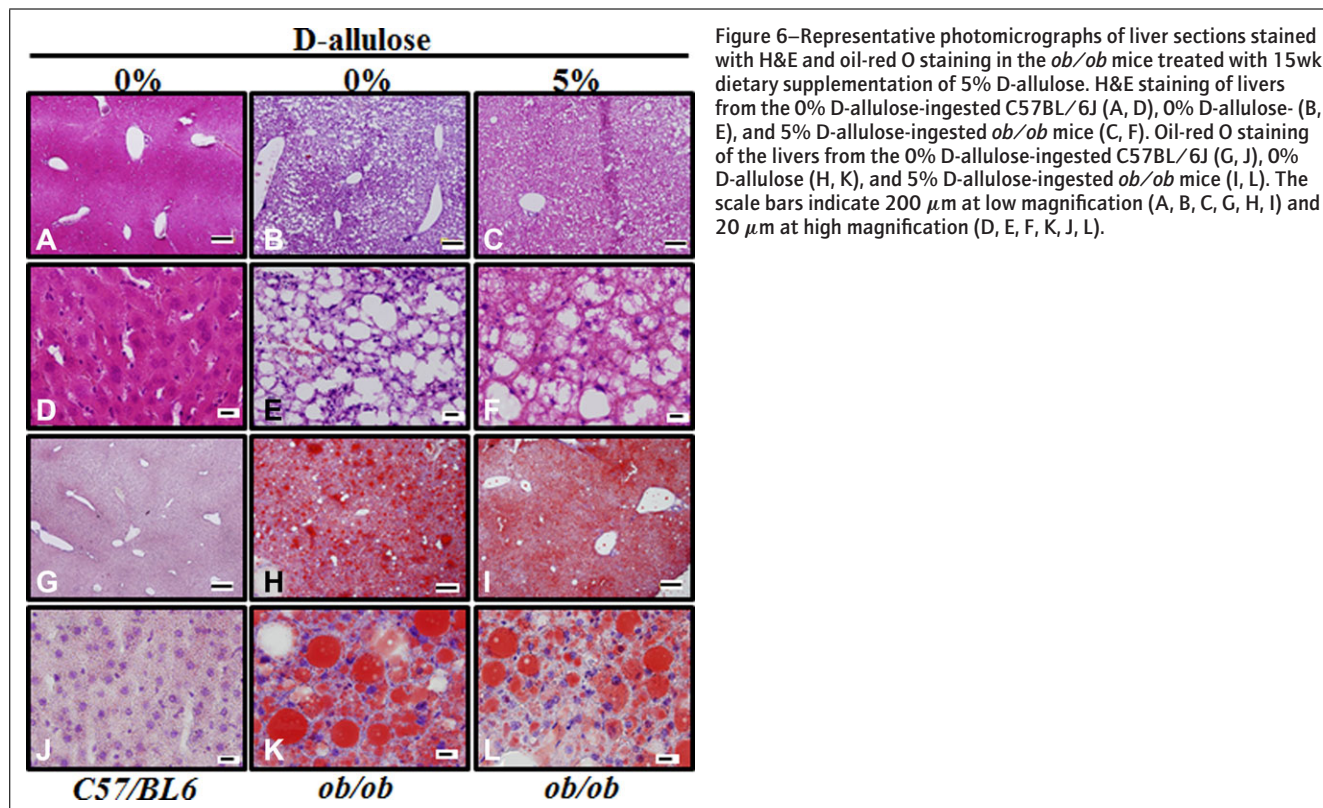 D-allulose
0% 0% 5%
A B C
D E F
G H I
J K L
C57/BL6 ob/ob ob/ob
Figure 6–Representative photomicrographs of liver sections stained
with H&E and oil-red O staining in the ob/ob mice treated with 15wk
dietary supplementation of 5% D-allulose. H&E staining of livers
from the 0% D-allulose-ingested C57BL/6J (A, D), 0% D-allulose- (B,
E), and 5% D-allulose-ingested ob/ob mice (C, F). Oil-red O staining
of the livers from the 0% D-allulose-ingested C57BL/6J (G, J), 0%
D-allulose (H, K), and 5% D-allulose-ingested ob/ob mice (I, L). The
scale bars indicate 200 μm at low magnification (A, B, C, G, H, I) and
20 μm at high magnification (D, E, F, K, J, L).